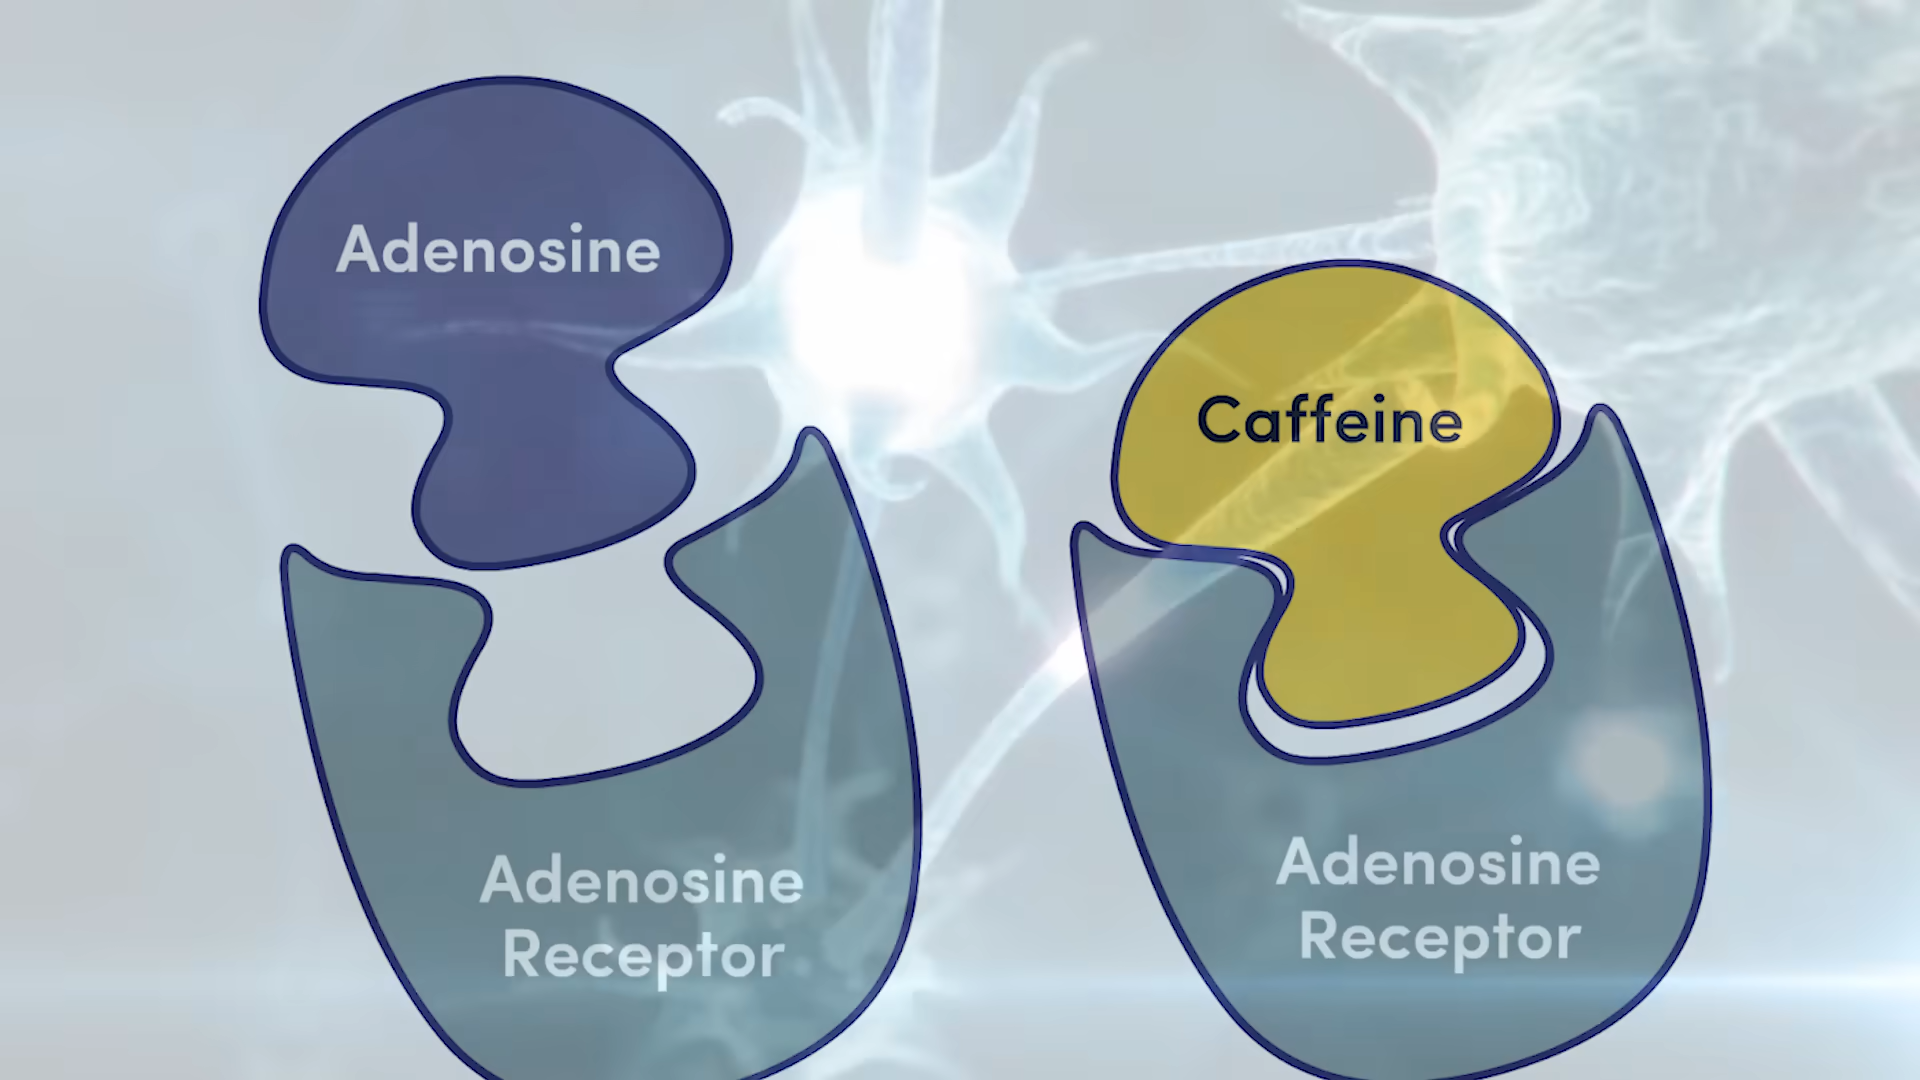 Adenosine
Adenosine
Receptor
Caffeine
Adenosine
Receptor